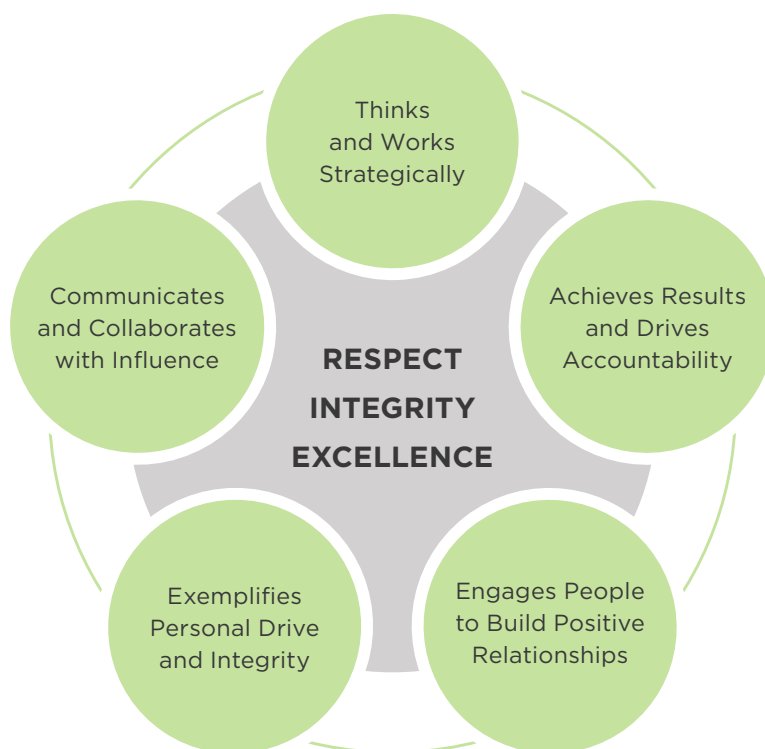 Thinks
and Works
Strategically
Communicates
and Collaborates
with Influence
Achieves Results
and Drives
Accountability
RESPECT
INTEGRITY
EXCELLENCE
Exemplifies
Personal Drive
and Integrity
Engages People
to Build Positive
Relationships